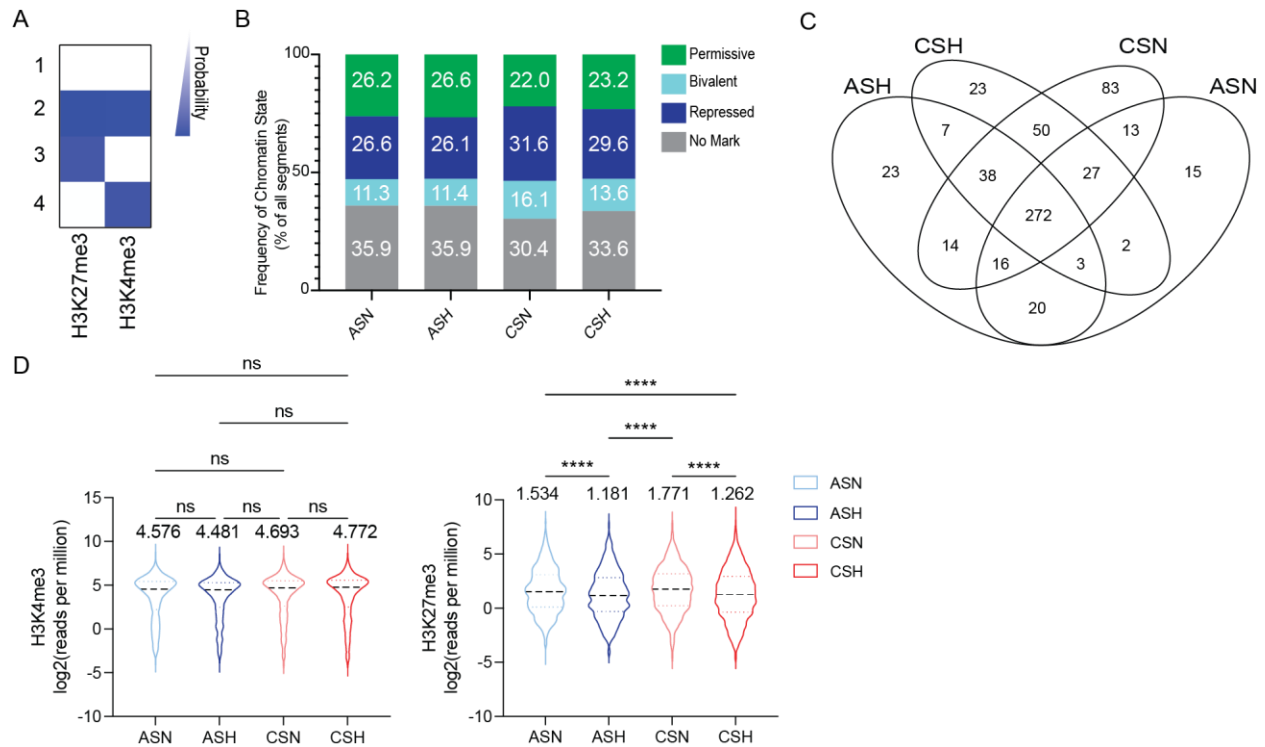 A
1
2
3
4
H3K27me3
H3K4me3
Probability
B
Frequency of Chromatin State
(% of all segments)
100
50
0
26.2
26.6
22.0
23.2
26.6
26.1
31.6
29.6
11.3
11.4
16.1
13.6
35.9
35.9
30.4
33.6
ASN
ASH
CSN
CSH
Permissive
Bivalent
Repressed
No Mark
C
CSH
CSN
ASH
ASN
23
83
7
50
13
23
38
27
15
272
14
16
3
2
20
D
ns
ns
ns
ns
ns
ns
4.576
4.481
4.693
4.772
H3K4me3
log2(reads per million)
15
10
5
0
-5
-10
ASN
ASH
CSN
CSH
****
****
****
****
1.534
1.181
1.771
1.262
H3K27me3
log2(reads per million)
10
5
0
-5
-10
ASN
ASH
CSN
CSH
ASN
ASH
CSN
CSH